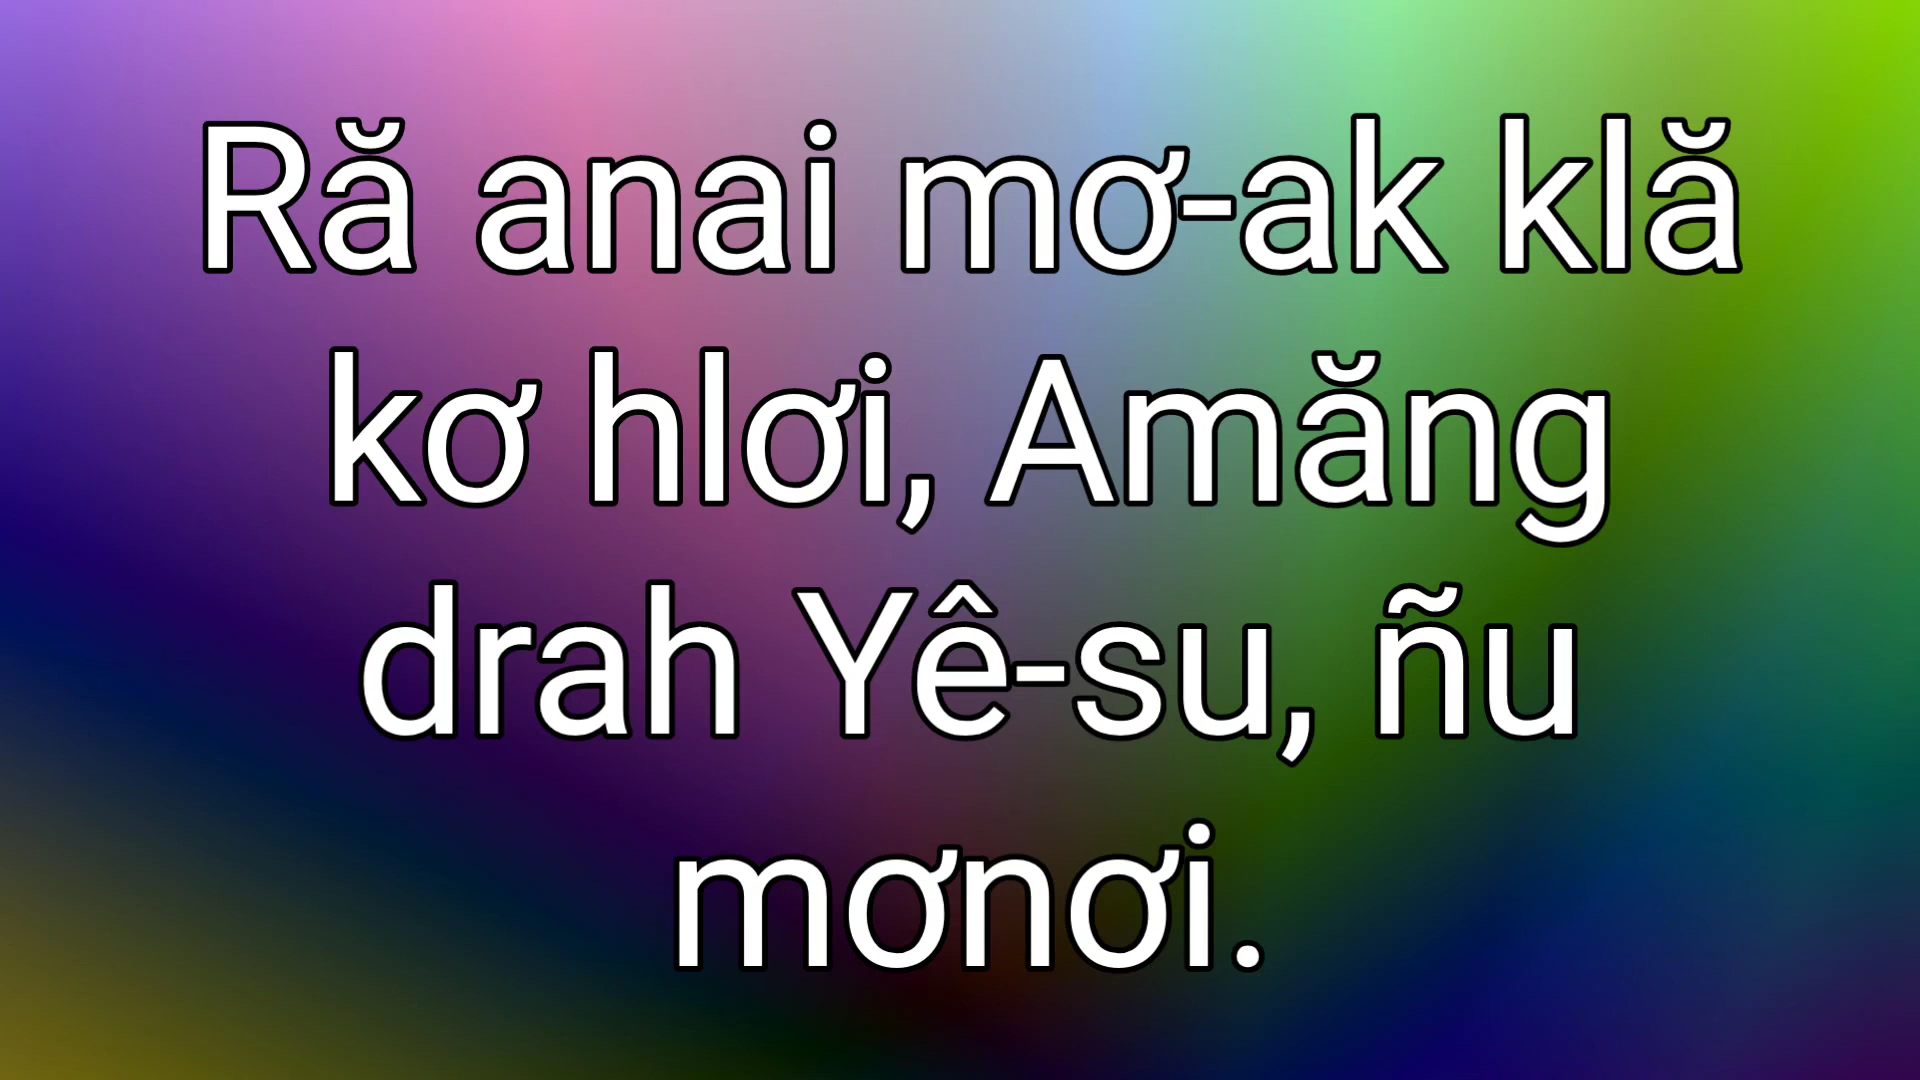 Ră anai mơ-ak klă
kơ hlơi, Amăng
drah Yê-su, ñu
mơnơi.